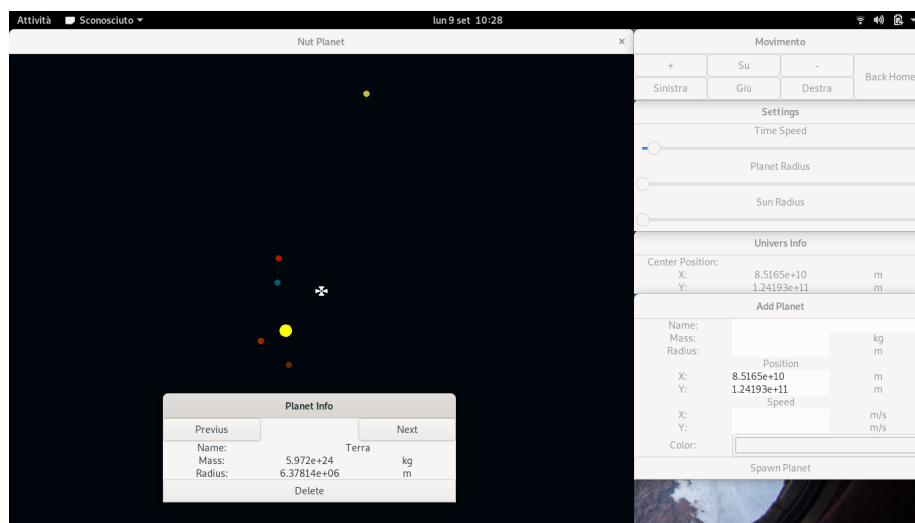 Attività Sconosciuto lun 9 set 10:28
Nut Planet ×
Movimento
+ Su -
Back Home
Sinistra Giù Destra
Settings
Time Speed
Planet Radius
Sun Radius
Univers Info
Center Position:
X: 8.5165e+10 m
Y: 1.24193e+11 m
Add Planet
Name:
Mass: kg
Radius: m
Position
X: 8.5165e+10 m
Y: 1.24193e+11 m
Speed
X: m/s
Y: m/s
Color:
Spawn Planet
Planet Info
Previus Next
Name: Terra
Mass: 5.972e+24 kg
Radius: 6.37814e+06 m
Delete